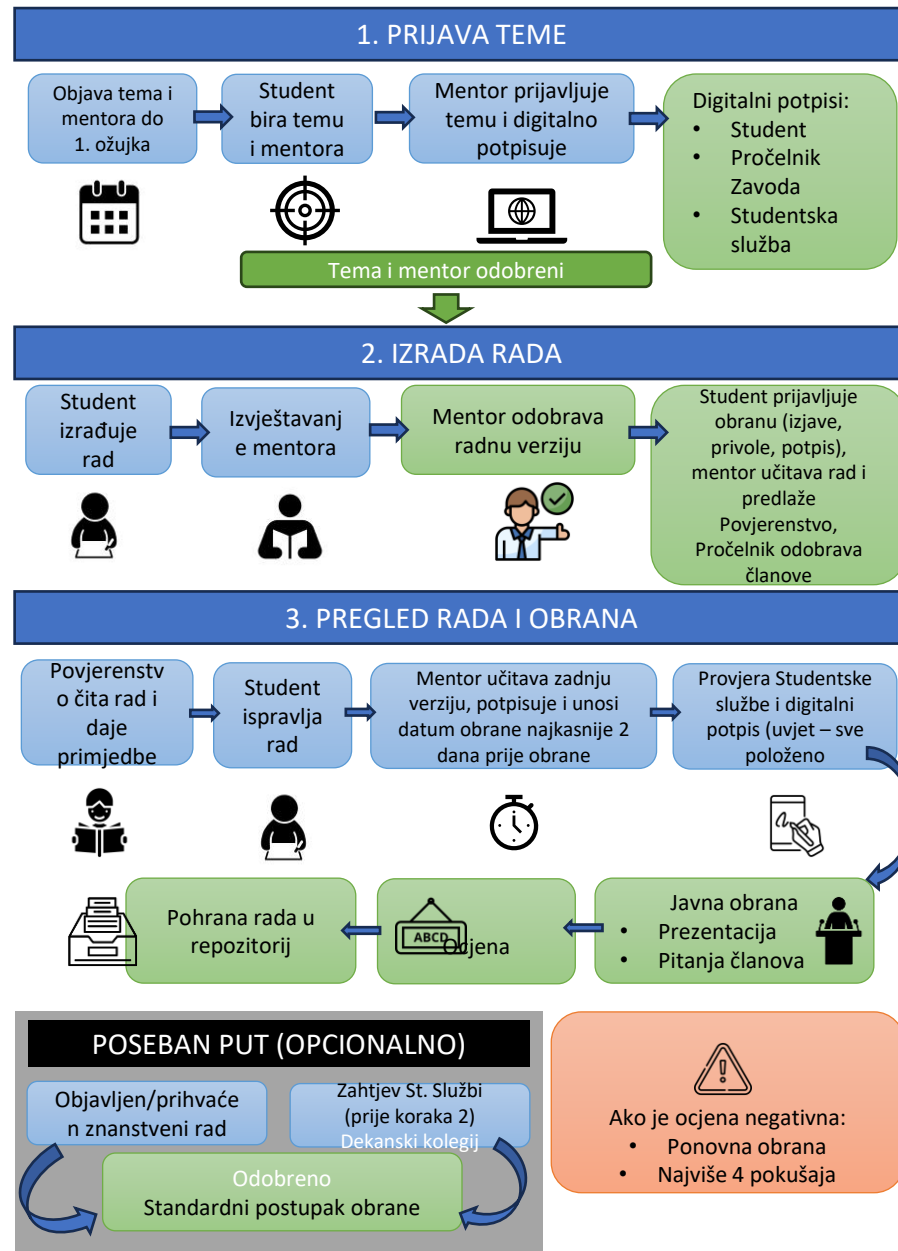 1. PRIJAVA TEME
Objava tema i
mentora do
1. ožujka
Student
bira temu
i mentora
Mentor prijavljuje
temu i digitalno
potpisuje
Digitalni potpisi:
• Student
• Pročelnik
Zavoda
• Studentska
služba
Tema i mentor odobreni
2. IZRADA RADA
Student
izrađuje
rad
Izvještavanj
e mentora
Mentor odobrava
radnu verziju
Student prijavljuje
obranu (izjave,
privole, potpis),
mentor učitava rad i
predlaže
Povjerenstvo,
Pročelnik odobrava
članove
3. PREGLED RADA I OBRANA
Povjerenstv
o čita rad i
daje
primjedbe
Student
ispravlja
rad
Mentor učitava zadnju
verziju, potpisuje i unosi
datum obrane najkasnije 2
dana prije obrane
Provjera Studentske
službe i digitalni
potpis (uvjet – sve
položeno
Javna obrana
• Prezentacija
• Pitanja članova
ABCD
Ocjena
Pohrana rada u
repozitorij
POSEBAN PUT (OPCIONALNO)
Objavljen/prihvaće
n znanstveni rad
Zahtjev St. Službi
(prije koraka 2)
Dekanski kolegij
Odobreno
Standardni postupak obrane
Ako je ocjena negativna:
• Ponovna obrana
• Najviše 4 pokušaja